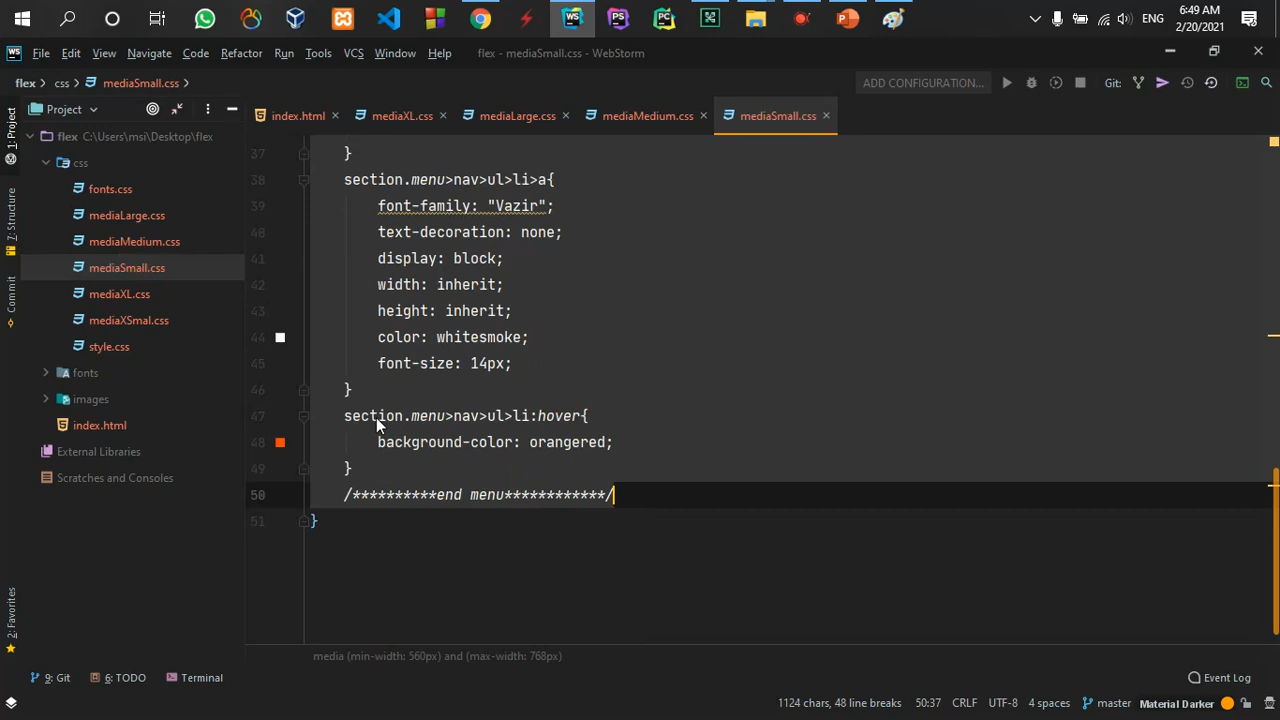 6:49 AM
ENG
2/20/2021
File Edit View Navigate Code Refactor Run Tools VCS Window Help flex - mediaSmall.css - WebStorm
flex css mediaSmall.css ADD CONFIGURATION... Git:
Project index.html mediaXL.css mediaLarge.css mediaMedium.css mediaSmall.css
1: Project
7: Structure
Commit
2: Favorites
flex C:\Users\msi\Desktop\flex
css
fonts.css
mediaLarge.css
mediaMedium.css
mediaSmall.css
mediaXL.css
mediaXSmal.css
style.css
fonts
images
index.html
External Libraries
Scratches and Consoles
37 }
38 section.menu>nav>ul>li>a{
39 font-family: "Vazir";
40 text-decoration: none;
41 display: block;
42 width: inherit;
43 height: inherit;
44 color: whitesmoke;
45 font-size: 14px;
46 }
47 section.menu>nav>ul>li:hover{
48 background-color: orangered;
49 }
50 /**********end menu************/
51 }
media (min-width: 560px) and (max-width: 768px)
9: Git 6: TODO Terminal Event Log
1124 chars, 48 line breaks 50:37 CRLF UTF-8 4 spaces master Material Darker